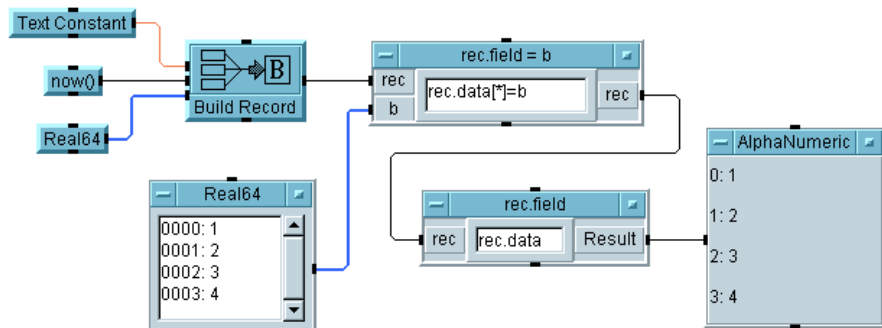 Text Constant
now()
Real64
B
Build Record
rec.field = b
rec
b
rec.data[*]=b
rec
Real64
0000: 1
0001: 2
0002: 3
0003: 4
rec.field
rec
rec.data
Result
AlphaNumeric
0: 1
1: 2
2: 3
3: 4